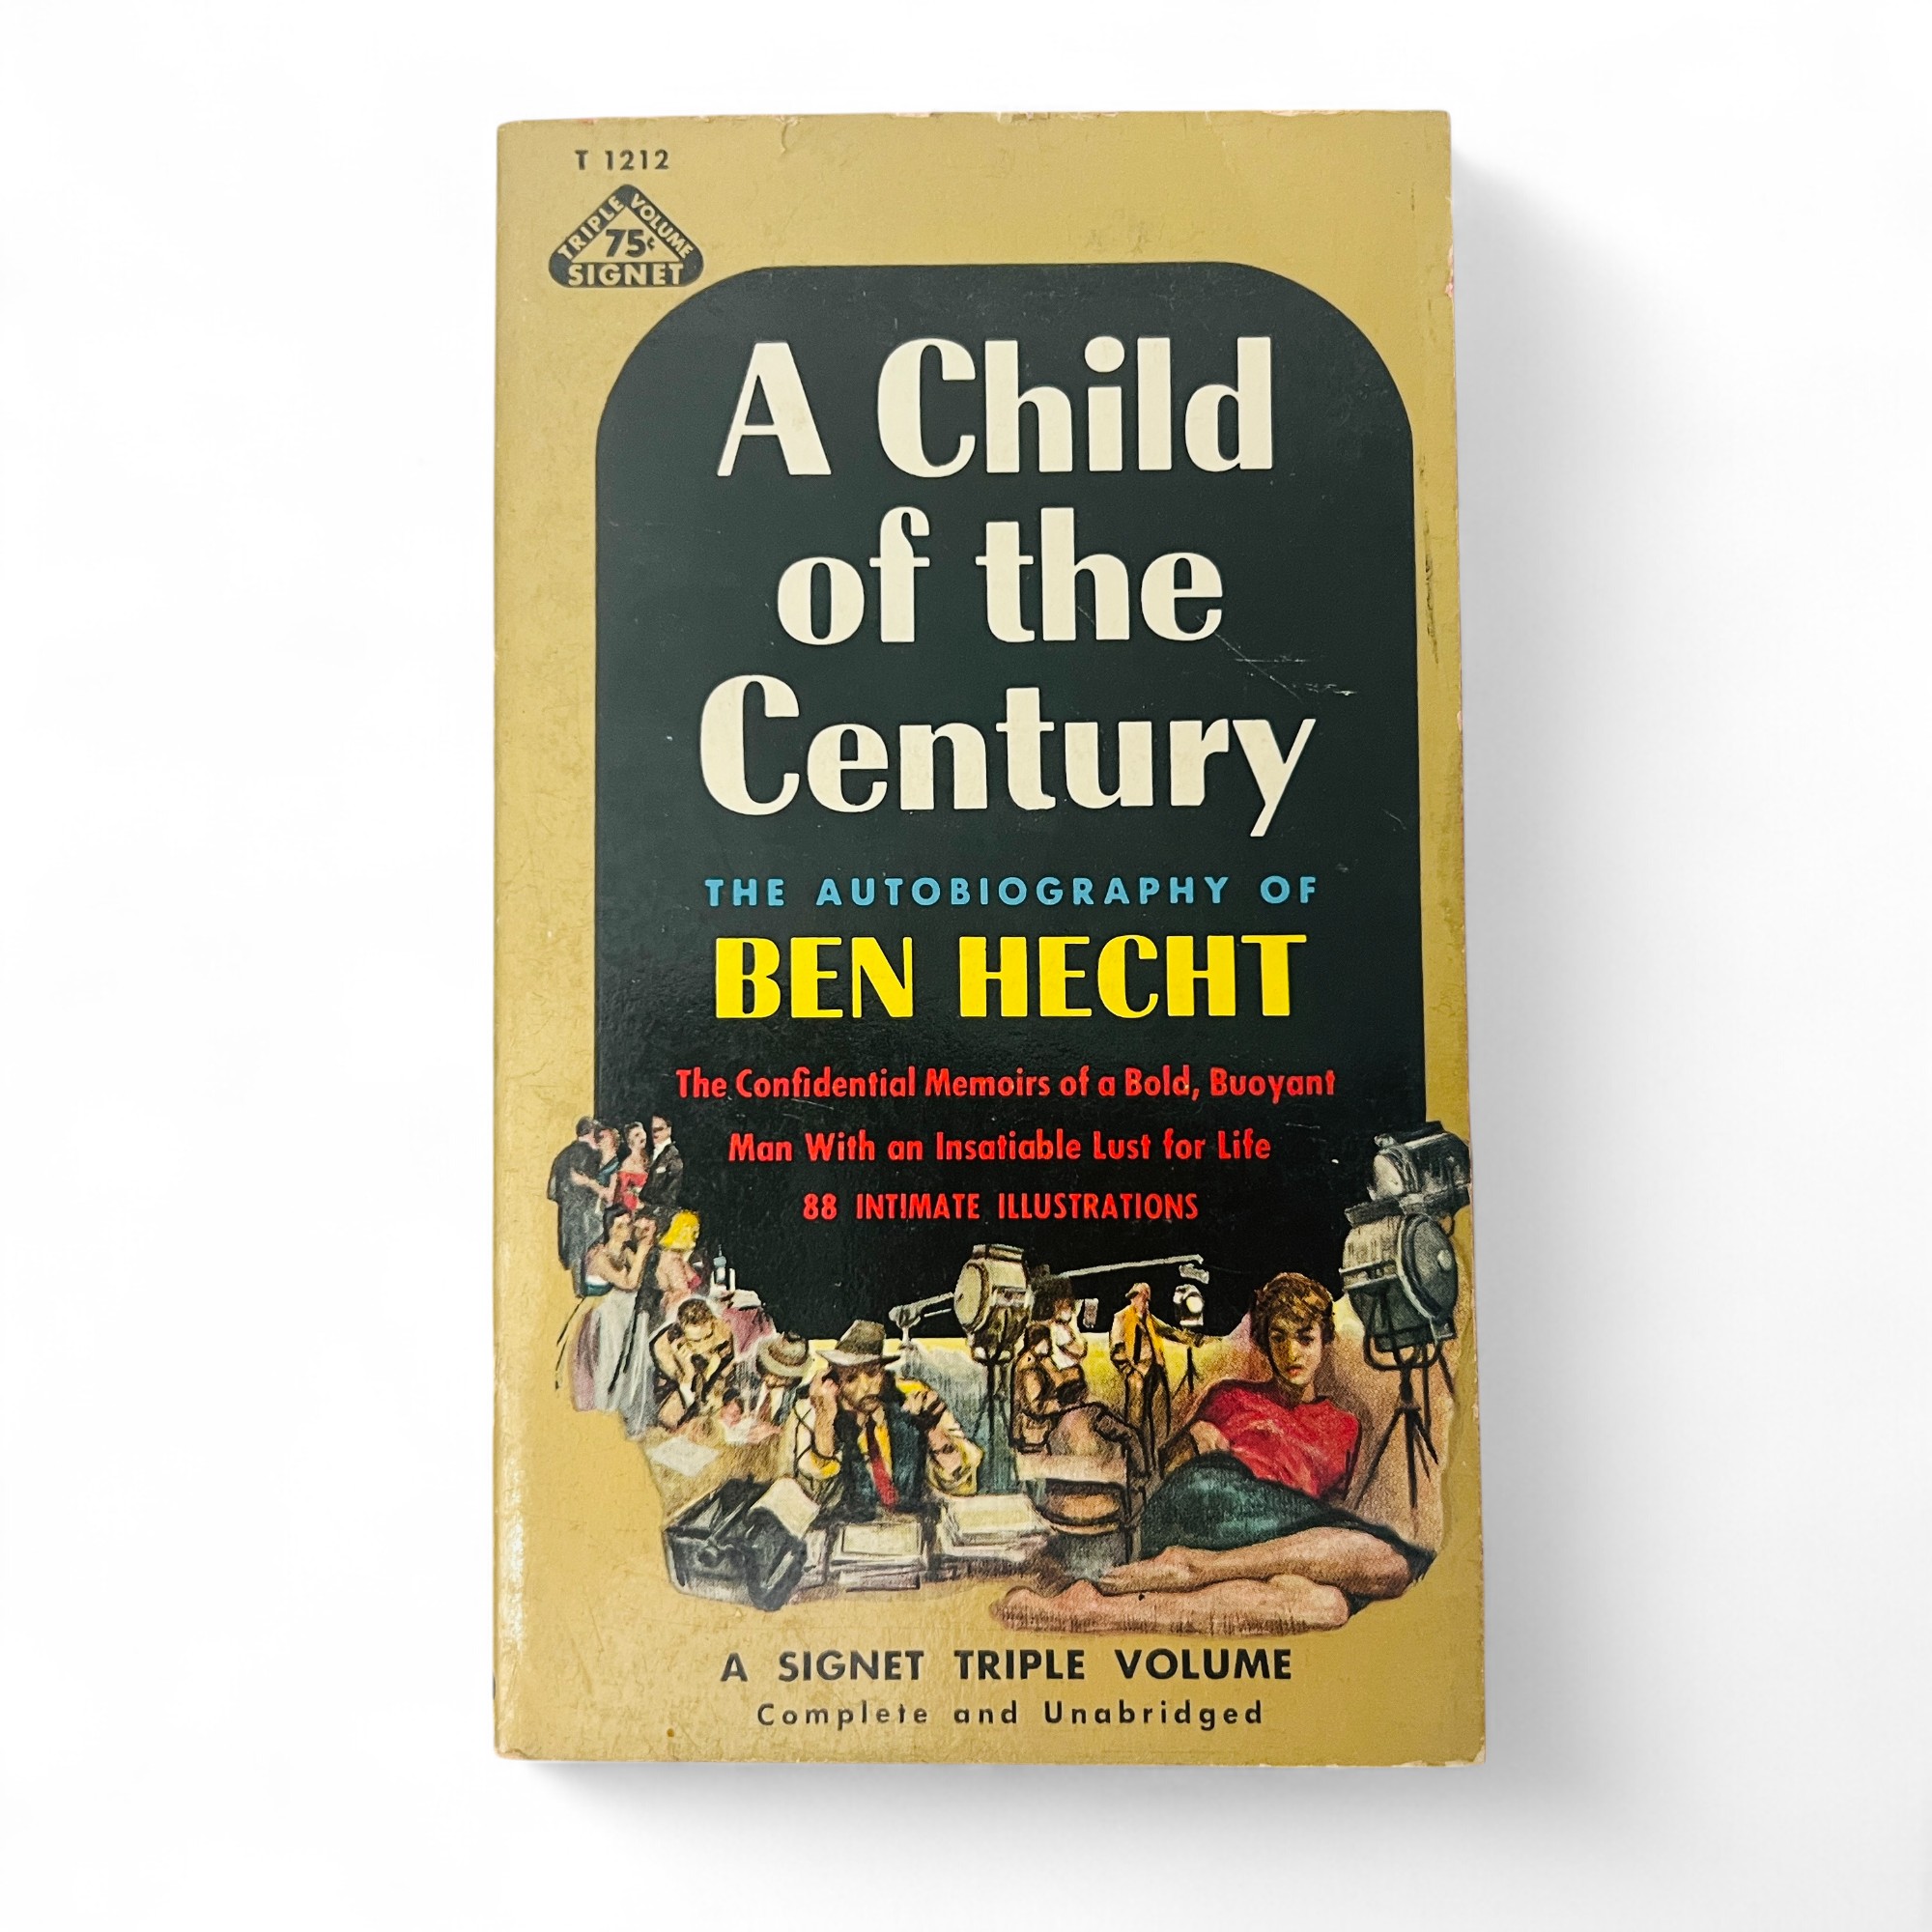 T 1212
TRIPLE VOLUME
75¢
SIGNET
A Child
of the
Century
THE AUTOBIOGRAPHY OF
BEN HECHT
The Confidential Memoirs of a Bold, Buoyant
Man With an Insatiable Lust for Life
88 INTIMATE ILLUSTRATIONS
A SIGNET TRIPLE VOLUME
Complete and Unabridged